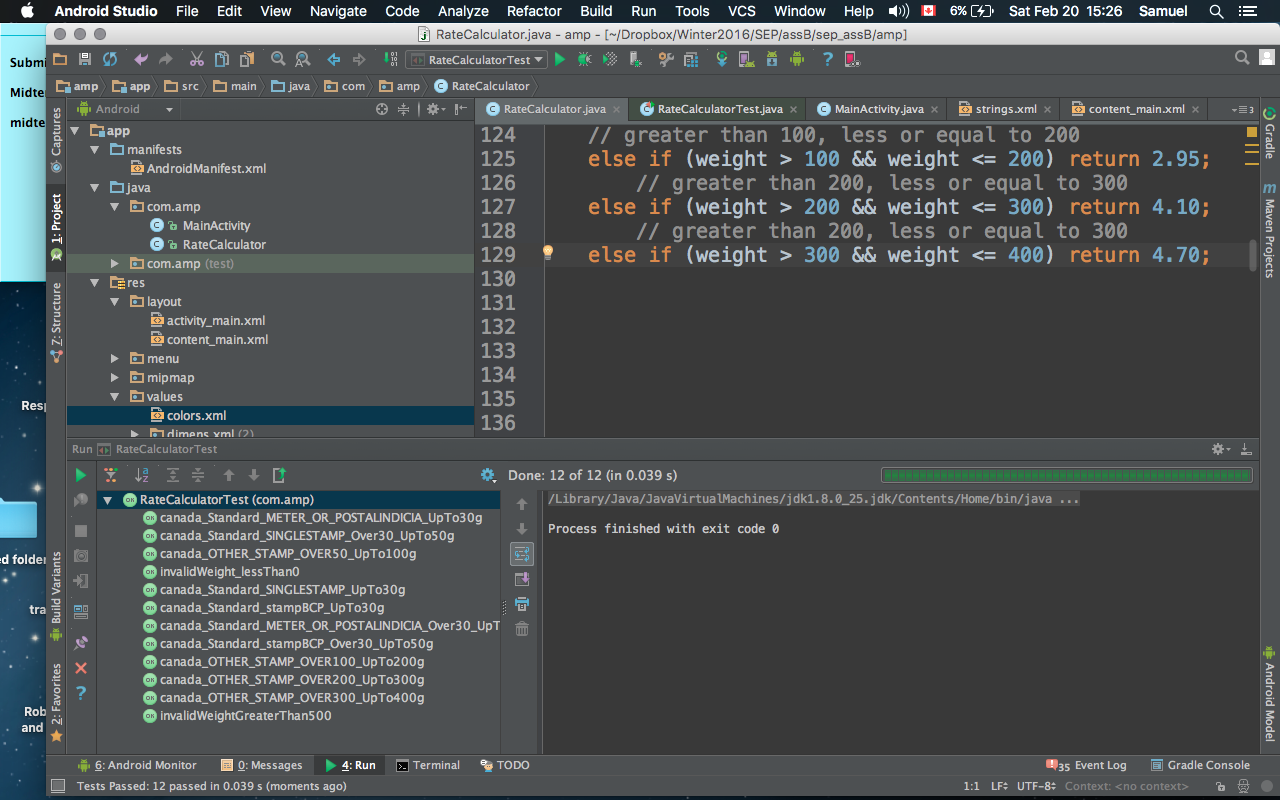 Android Studio File Edit View Navigate Code Analyze Refactor Build Run Tools VCS Window Help 6% Sat Feb 20 15:26 Samuel
RateCalculator.java - amp - [~/Dropbox/Winter2016/SEP/assB/sep_assB/amp]
RateCalculatorTest
amp app src main java com amp RateCalculator
Android
RateCalculator.java RateCalculatorTest.java MainActivity.java strings.xml content_main.xml 3
Submi
Midte
midte
Resp
ed folder
tra
Rob
and
Captures
1: Project
Z: Structure
Build Variants
2: Favorites
app
manifests
AndroidManifest.xml
java
com.amp
MainActivity
RateCalculator
com.amp (test)
res
layout
activity_main.xml
content_main.xml
menu
mipmap
values
colors.xml
dimens.xml (2)
124 // greater than 100, less or equal to 200
125 else if (weight > 100 && weight <= 200) return 2.95;
126 // greater than 200, less or equal to 300
127 else if (weight > 200 && weight <= 300) return 4.10;
128 // greater than 200, less or equal to 300
129 else if (weight > 300 && weight <= 400) return 4.70;
130
131
132
133
134
135
136
Gradle
m Maven Projects
Android Model
Run RateCalculatorTest
Done: 12 of 12 (in 0.039 s)
RateCalculatorTest (com.amp)
canada_Standard_METER_OR_POSTALINDICIA_UpTo30g
canada_Standard_SINGLESTAMP_Over30_UpTo50g
canada_OTHER_STAMP_OVER50_UpTo100g
invalidWeight_lessThan0
canada_Standard_SINGLESTAMP_UpTo30g
canada_Standard_stampBCP_UpTo30g
canada_Standard_METER_OR_POSTALINDICIA_Over30_UpT
canada_Standard_stampBCP_Over30_UpTo50g
canada_OTHER_STAMP_OVER100_UpTo200g
canada_OTHER_STAMP_OVER200_UpTo300g
canada_OTHER_STAMP_OVER300_UpTo400g
invalidWeightGreaterThan500
/Library/Java/JavaVirtualMachines/jdk1.8.0_25.jdk/Contents/Home/bin/java ...
Process finished with exit code 0
6: Android Monitor 0: Messages 4: Run Terminal TODO 35 Event Log Gradle Console
Tests Passed: 12 passed in 0.039 s (moments ago) 1:1 LF UTF-8 Context: <no context>